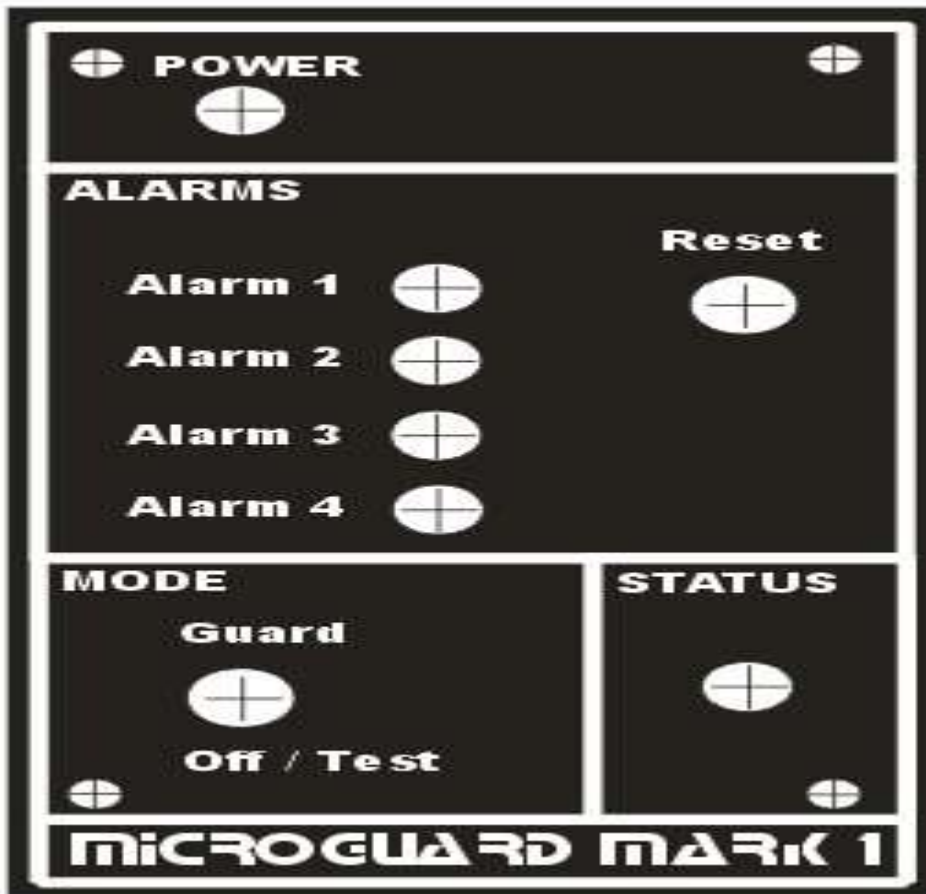 POWER
ALARMS
Reset
Alarm 1
Alarm 2
Alarm 3
Alarm 4
MODE
STATUS
Guard
Off / Test
MiCROGUARD MARK 1